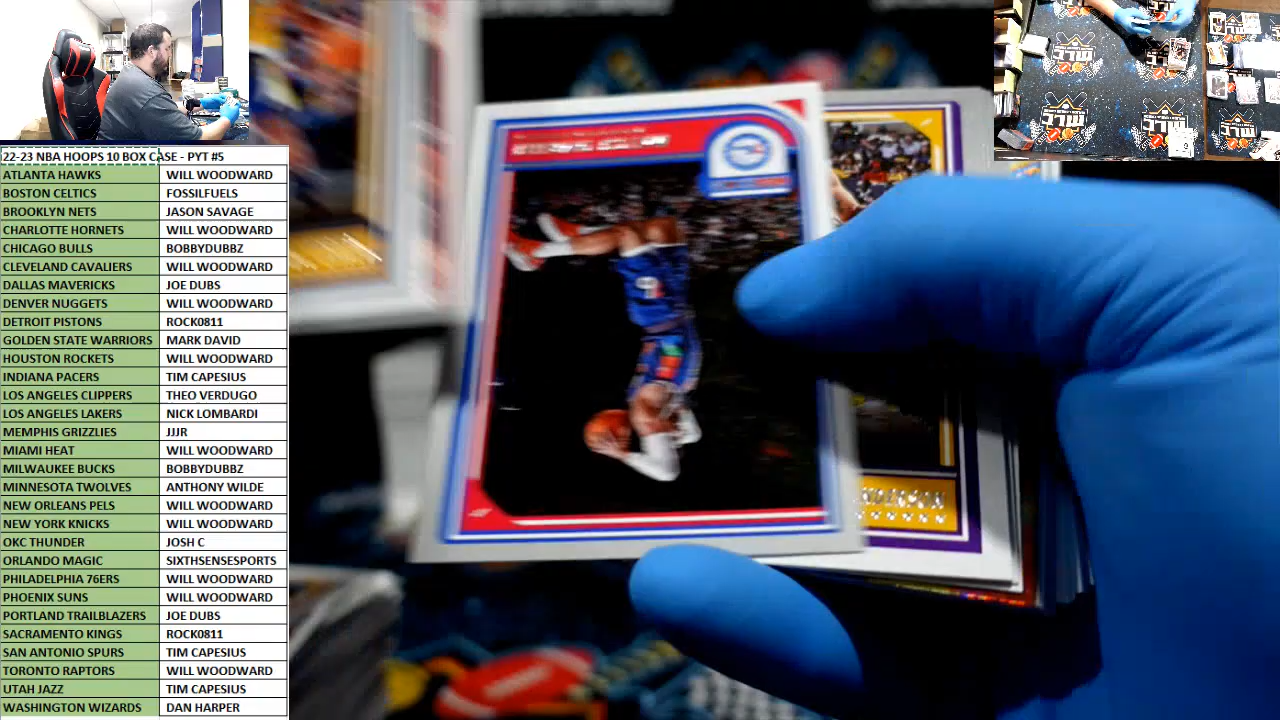 22-23 NBA HOOPS 10 BOX CASE - PYT #5
ATLANTA HAWKS WILL WOODWARD
BOSTON CELTICS FOSSILFUELS
BROOKLYN NETS JASON SAVAGE
CHARLOTTE HORNETS WILL WOODWARD
CHICAGO BULLS BOBBYDUBBZ
CLEVELAND CAVALIERS WILL WOODWARD
DALLAS MAVERICKS JOE DUBS
DENVER NUGGETS WILL WOODWARD
DETROIT PISTONS ROCK0811
GOLDEN STATE WARRIORS MARK DAVID
HOUSTON ROCKETS WILL WOODWARD
INDIANA PACERS TIM CAPESIUS
LOS ANGELES CLIPPERS THEO VERDUGO
LOS ANGELES LAKERS NICK LOMBARDI
MEMPHIS GRIZZLIES JJJR
MIAMI HEAT WILL WOODWARD
MILWAUKEE BUCKS BOBBYDUBBZ
MINNESOTA TWOLVES ANTHONY WILDE
NEW ORLEANS PELS WILL WOODWARD
NEW YORK KNICKS WILL WOODWARD
OKC THUNDER JOSH C
ORLANDO MAGIC SIXTHSENSESPORTS
PHILADELPHIA 76ERS WILL WOODWARD
PHOENIX SUNS WILL WOODWARD
PORTLAND TRAILBLAZERS JOE DUBS
SACRAMENTO KINGS ROCK0811
SAN ANTONIO SPURS TIM CAPESIUS
TORONTO RAPTORS WILL WOODWARD
UTAH JAZZ TIM CAPESIUS
WASHINGTON WIZARDS DAN HARPER